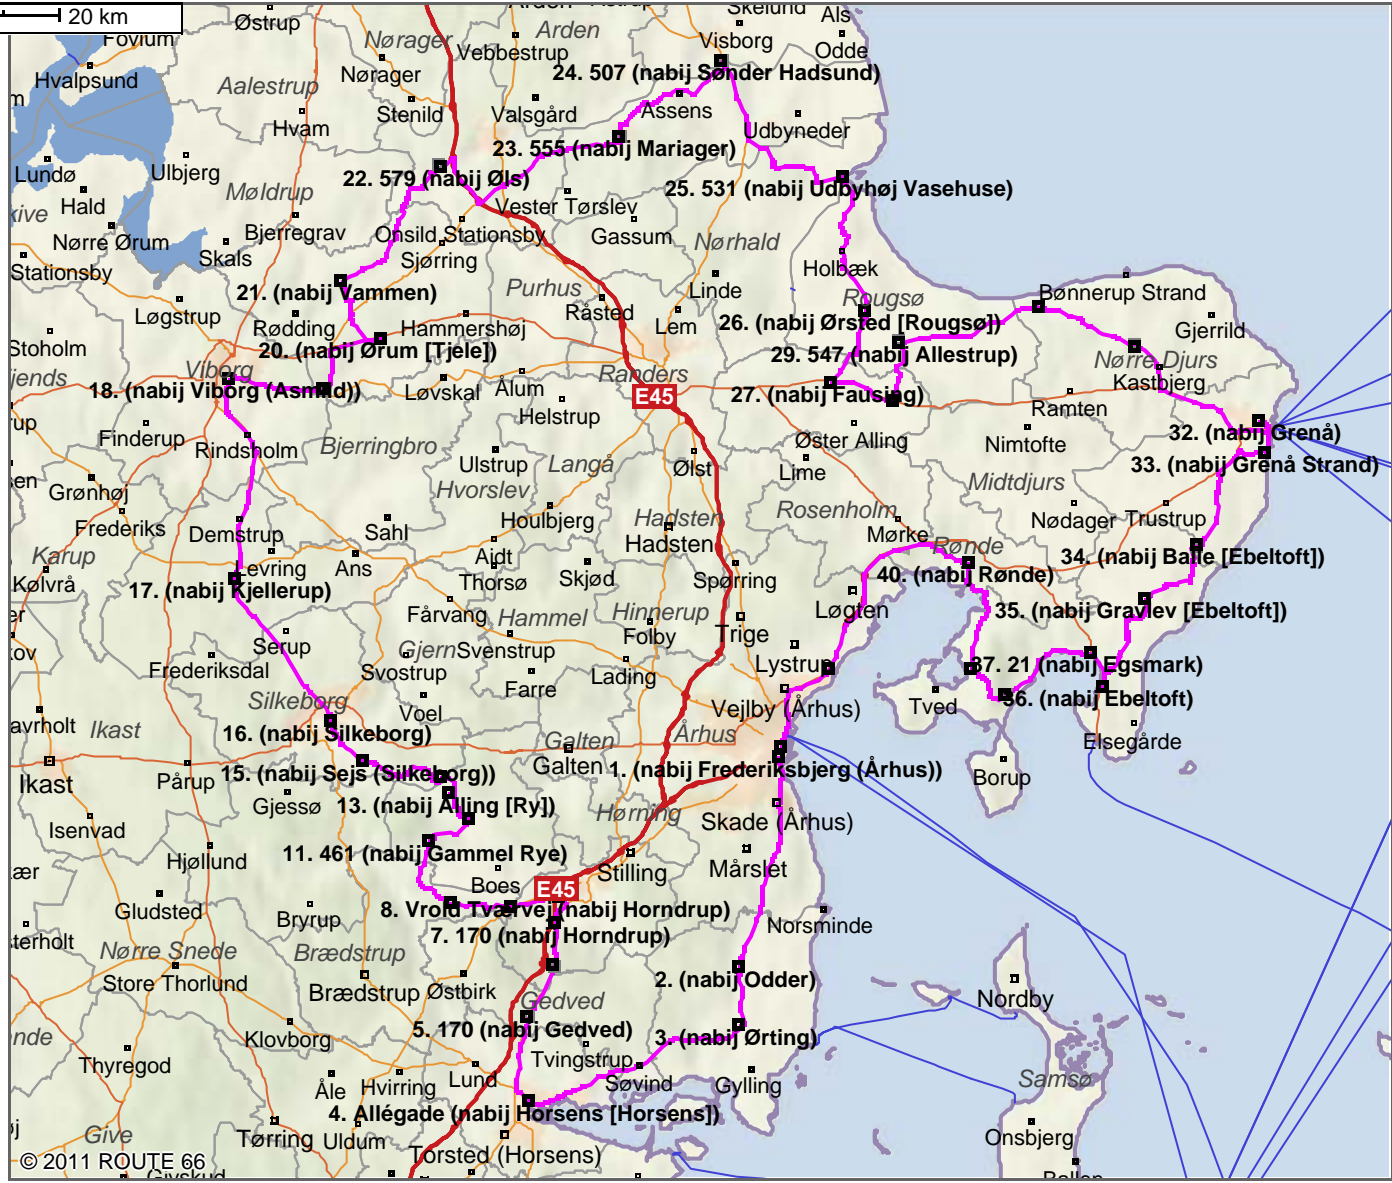 20 km
Østrup
Skelund
Als
Visborg
Odde
Nørager
Vebbestrup
Arden
Hvalpsund
Nørager
24. 507 (nabij Sønder Hadsund)
Aalestrup
Stenild
Valsgård
Assens
Hvam
Udbyneder
23. 555 (nabij Mariager)
Ulbjerg
Lundø
22. 579 (nabij Øls)
25. 531 (nabij Udbyhøj Vasehuse)
Møldrup
Hald
Vester Tørslev
Nørre Ørum
Bjerregrav
Onsild Stationsby
Gassum
Nørhald
Skals
Sjørring
Stationsby
Holbæk
21. (nabij Vammen)
Purhus
Linde
Rougsø
Bønnerup Strand
Løgstrup
Rødding
Hammershøj
Råsted
Lem
26. (nabij Ørsted [Rougsø])
Gjerrild
Stoholm
20. (nabij Ørum [Tjele])
29. 547 (nabij Allestrup)
Nørre Djurs
Viborg
Randers
Kastbjerg
18. (nabij Viborg (Asmild))
Løvskal
Ålum
E45
27. (nabij Fausing)
Ramten
Helstrup
Finderup
Rindsholm
Bjerringbro
Øster Alling
Nimtofte
32. (nabij Grenå)
Ulstrup
Langå
Ølst
Lime
33. (nabij Grenå Strand)
Grønhøj
Hvorslev
Midtdjurs
Frederiks
Demstrup
Sahl
Houlbjerg
Hadsten
Rosenholm
Nødager
Trustrup
Karup
Hadsten
Mørke
Rønde
Kølvrå
Levring
Ans
Ajdt
Thorsø
Skjød
Spørring
34. (nabij Balle [Ebeltoft])
40. (nabij Rønde)
17. (nabij Kjellerup)
Fårvang
Hammel
Hinnerup
Løgten
35. (nabij Gravlev [Ebeltoft])
Serup
Folby
Trige
Gjern
Svenstrup
Frederiksdal
Svostrup
Lading
Lystrup
37. 21 (nabij Egsmark)
Farre
Silkeborg
Voel
Vejlby (Århus)
Tved
36. (nabij Ebeltoft)
Ikast
16. (nabij Silkeborg)
Galten
Århus
Elsegårde
Galten
1. (nabij Frederiksbjerg (Århus))
15. (nabij Sejs (Silkeborg))
Borup
Ikast
Pårup
Gjessø
13. (nabij Alling [Ry])
Hørning
Skade (Århus)
Isenvad
11. 461 (nabij Gammel Rye)
Hjøllund
Stilling
Mårslet
Boes
E45
Gludsted
Bryrup
8. Vrold Tværvej (nabij Horndrup)
Norsminde
7. 170 (nabij Horndrup)
Nørre Snede
Brædstrup
Store Thorlund
2. (nabij Odder)
Brædstrup
Østbirk
Nordby
Gedved
5. 170 (nabij Gedved)
3. (nabij Ørting)
Klovborg
Thyregod
Tvingstrup
Åle
Hvirring
Lund
Søvind
Gylling
Samsø
4. Allégade (nabij Horsens [Horsens])
Give
Tørring
Uldum
Onsbjerg
Torsted (Horsens)
© 2011 ROUTE 66